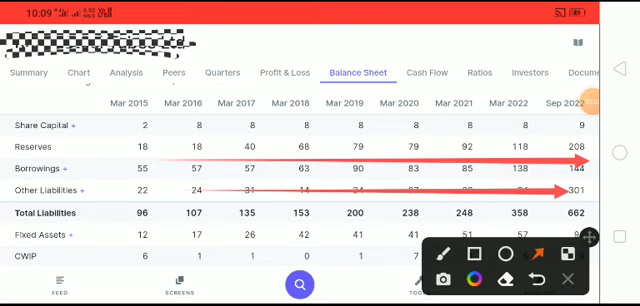 10:09
Summary Chart Analysis Peers Quarters Profit & Loss Balance Sheet Cash Flow Ratios Investors Docume
Mar 2015 Mar 2016 Mar 2017 Mar 2018 Mar 2019 Mar 2020 Mar 2021 Mar 2022 Sep 2022
Share Capital + 2 8 8 8 8 8 8 8 9
Reserves 18 18 40 68 79 79 92 118 208
Borrowings + 55 57 57 63 90 83 85 138 144
Other Liabilities + 22 24 31 14 24 301
Total Liabilities 96 107 135 153 200 238 248 358 662
Fixed Assets + 12 17 26 42 41 41 51 57
CWIP 6 1 1 0 1 7
FEED SCREENS TOO